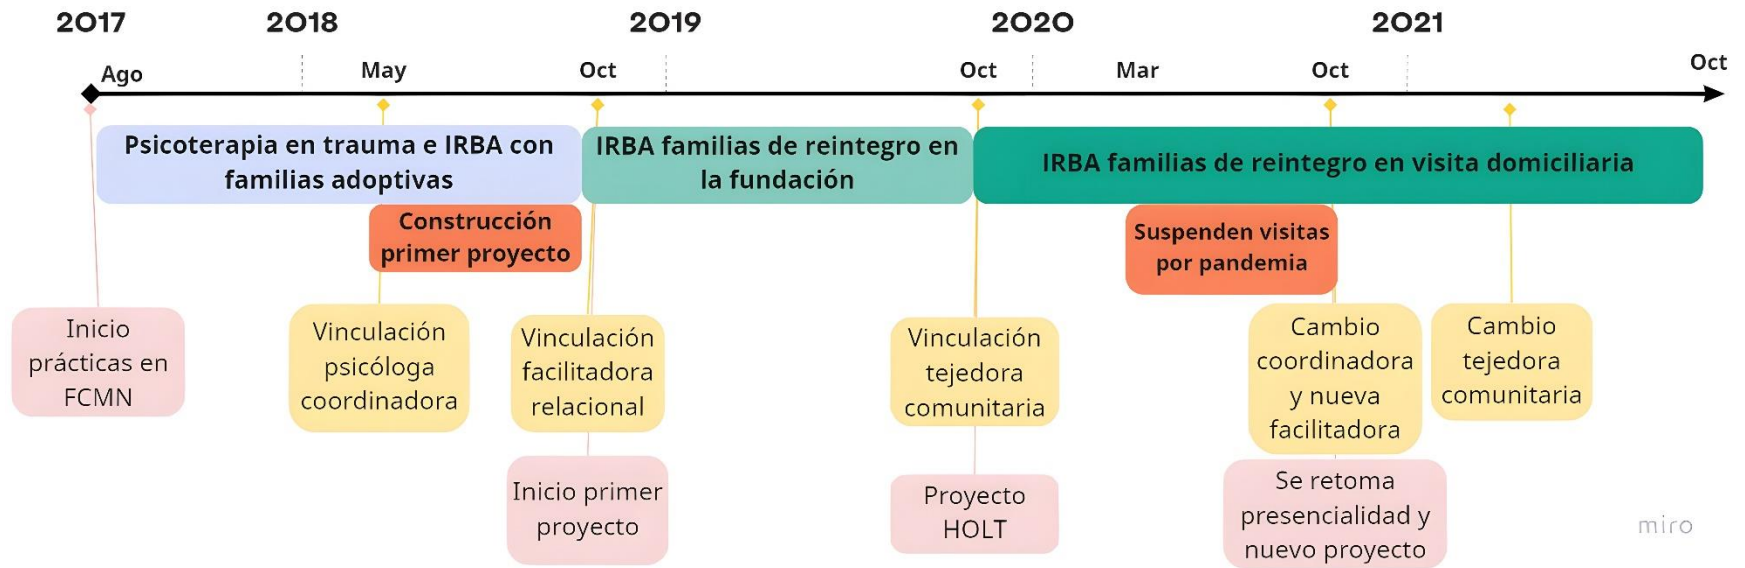 2017
2018
2019
2020
2021
Ago
May
Oct
Oct
Mar
Oct
Oct
Psicoterapia en trauma e IRBA con
familias adoptivas
IRBA familias de reintegro en
la fundación
IRBA familias de reintegro en visita domiciliaria
Construcción
primer proyecto
Suspenden visitas
por pandemia
Inicio
prácticas en
FCMN
Vinculación
psicóloga
coordinadora
Vinculación
facilitadora
relacional
Vinculación
tejedora
comunitaria
Cambio
coordinadora
y nueva
facilitadora
Cambio
tejedora
comunitaria
Inicio primer
proyecto
Proyecto
HOLT
Se retoma
presencialidad y
nuevo proyecto
miro